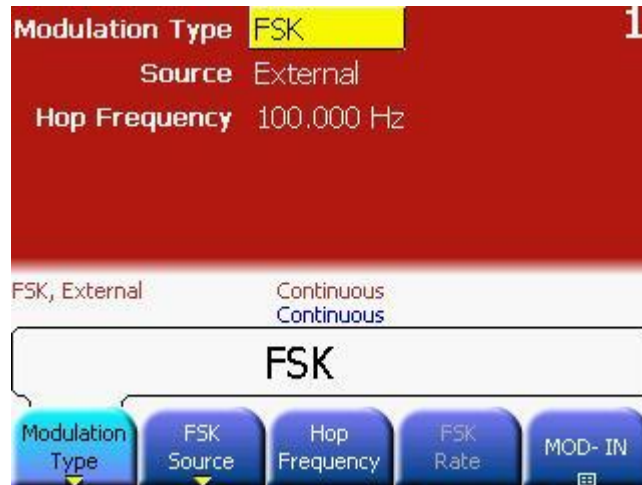 Modulation Type FSK 1
Source External
Hop Frequency 100.000 Hz
FSK, External Continuous
Continuous
FSK
Modulation Type
FSK Source
Hop Frequency
FSK Rate
MOD- IN